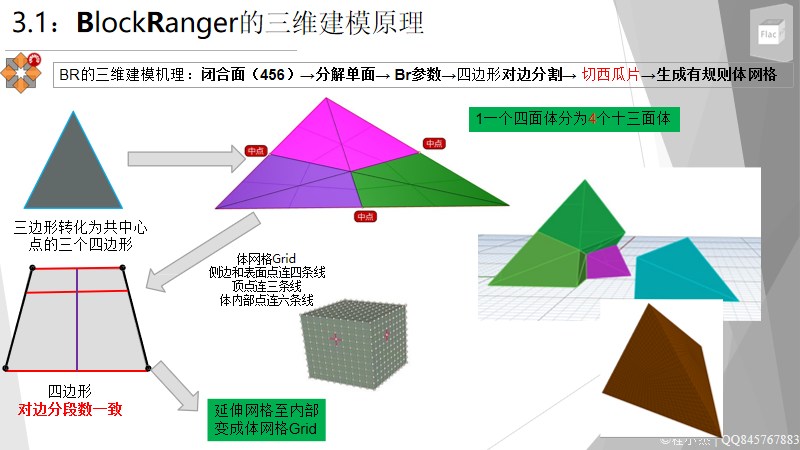 3.1：BlockRanger的三维建模原理
Flac
BR的三维建模机理：闭合面（456）→分解单面→ Br参数→四边形对边分割→ 切西瓜片→生成有规则体网格
1一个四面体分为4个十三面体
中点
中点
中点
三边形转化为共中心
点的三个四边形
体网格Grid
侧边和表面点连四条线
顶点连三条线
体内部点连六条线
四边形
对边分段数一致
延伸网格至内部
变成体网格Grid
©程小杰 | QQ845767883